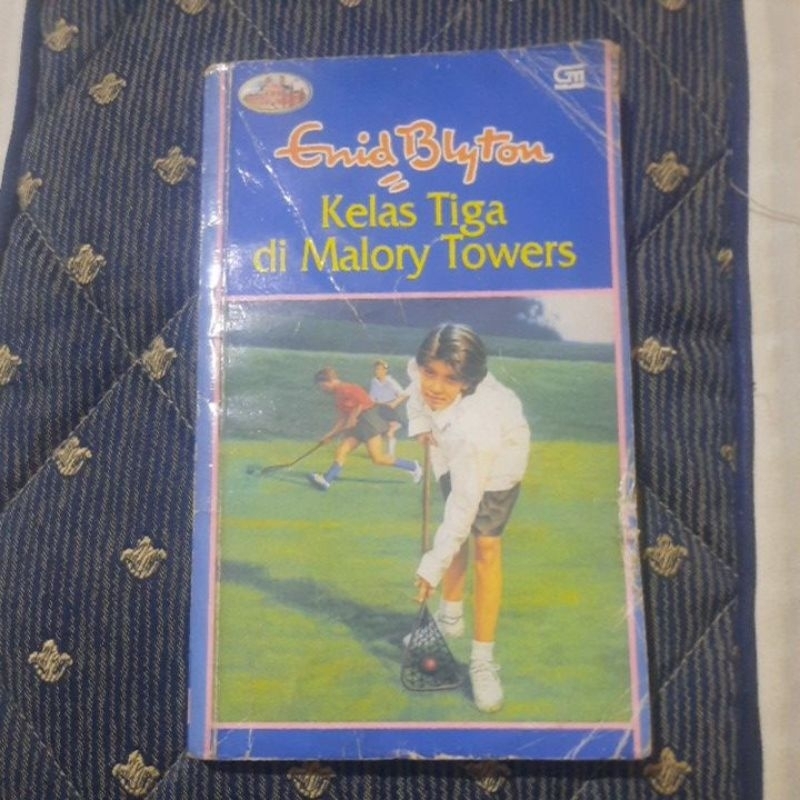 Enid Blyton
Kelas Tiga
di Malory Towers